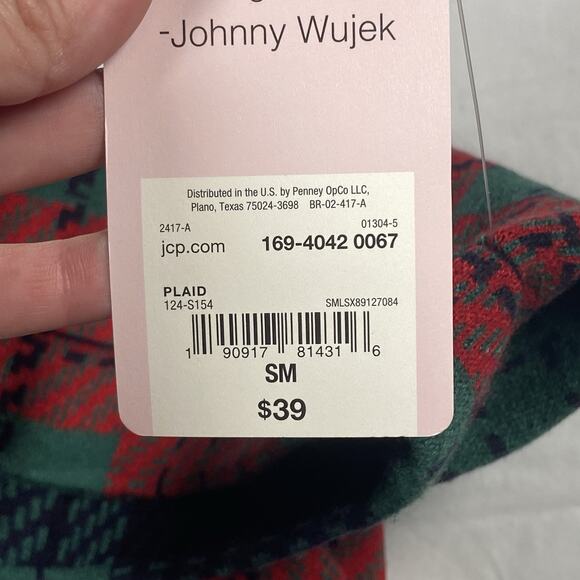 -Johnny Wujek
Distributed in the U.S. by Penney OpCo LLC,
Plano, Texas 75024-3698 BR-02-417-A
2417-A 01304-5
jcp.com 169-4042 0067
PLAID
124-S154 SMLSX89127084
1 90917 81431 6
SM
$39